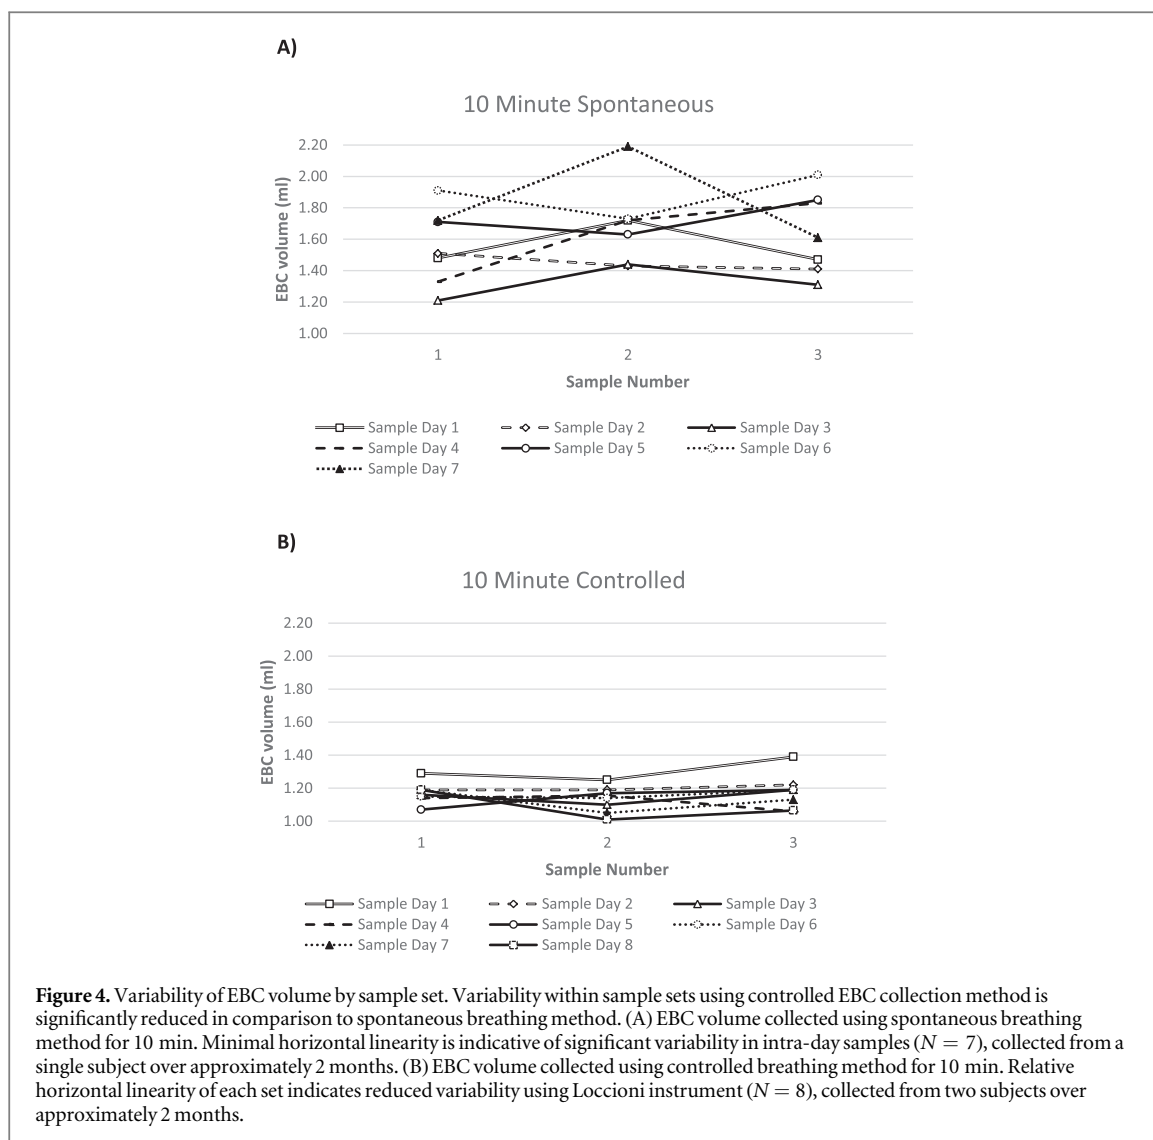 A)
10 Minute Spontaneous
2.20
2.00
1.80
1.60
1.40
1.20
1.00
EBC volume (ml)
1 2 3
Sample Number
Sample Day 1 Sample Day 2 Sample Day 3
Sample Day 4 Sample Day 5 Sample Day 6
Sample Day 7
B)
10 Minute Controlled
2.20
2.00
1.80
1.60
1.40
1.20
1.00
EBC volume (ml)
1 2 3
Sample Number
Sample Day 1 Sample Day 2 Sample Day 3
Sample Day 4 Sample Day 5 Sample Day 6
Sample Day 7 Sample Day 8
Figure 4. Variability of EBC volume by sample set. Variability within sample sets using controlled EBC collection method is
significantly reduced in comparison to spontaneous breathing method. (A) EBC volume collected using spontaneous breathing
method for 10 min. Minimal horizontal linearity is indicative of significant variability in intra-day samples (N = 7), collected from a
single subject over approximately 2 months. (B) EBC volume collected using controlled breathing method for 10 min. Relative
horizontal linearity of each set indicates reduced variability using Loccioni instrument (N = 8), collected from two subjects over
approximately 2 months.